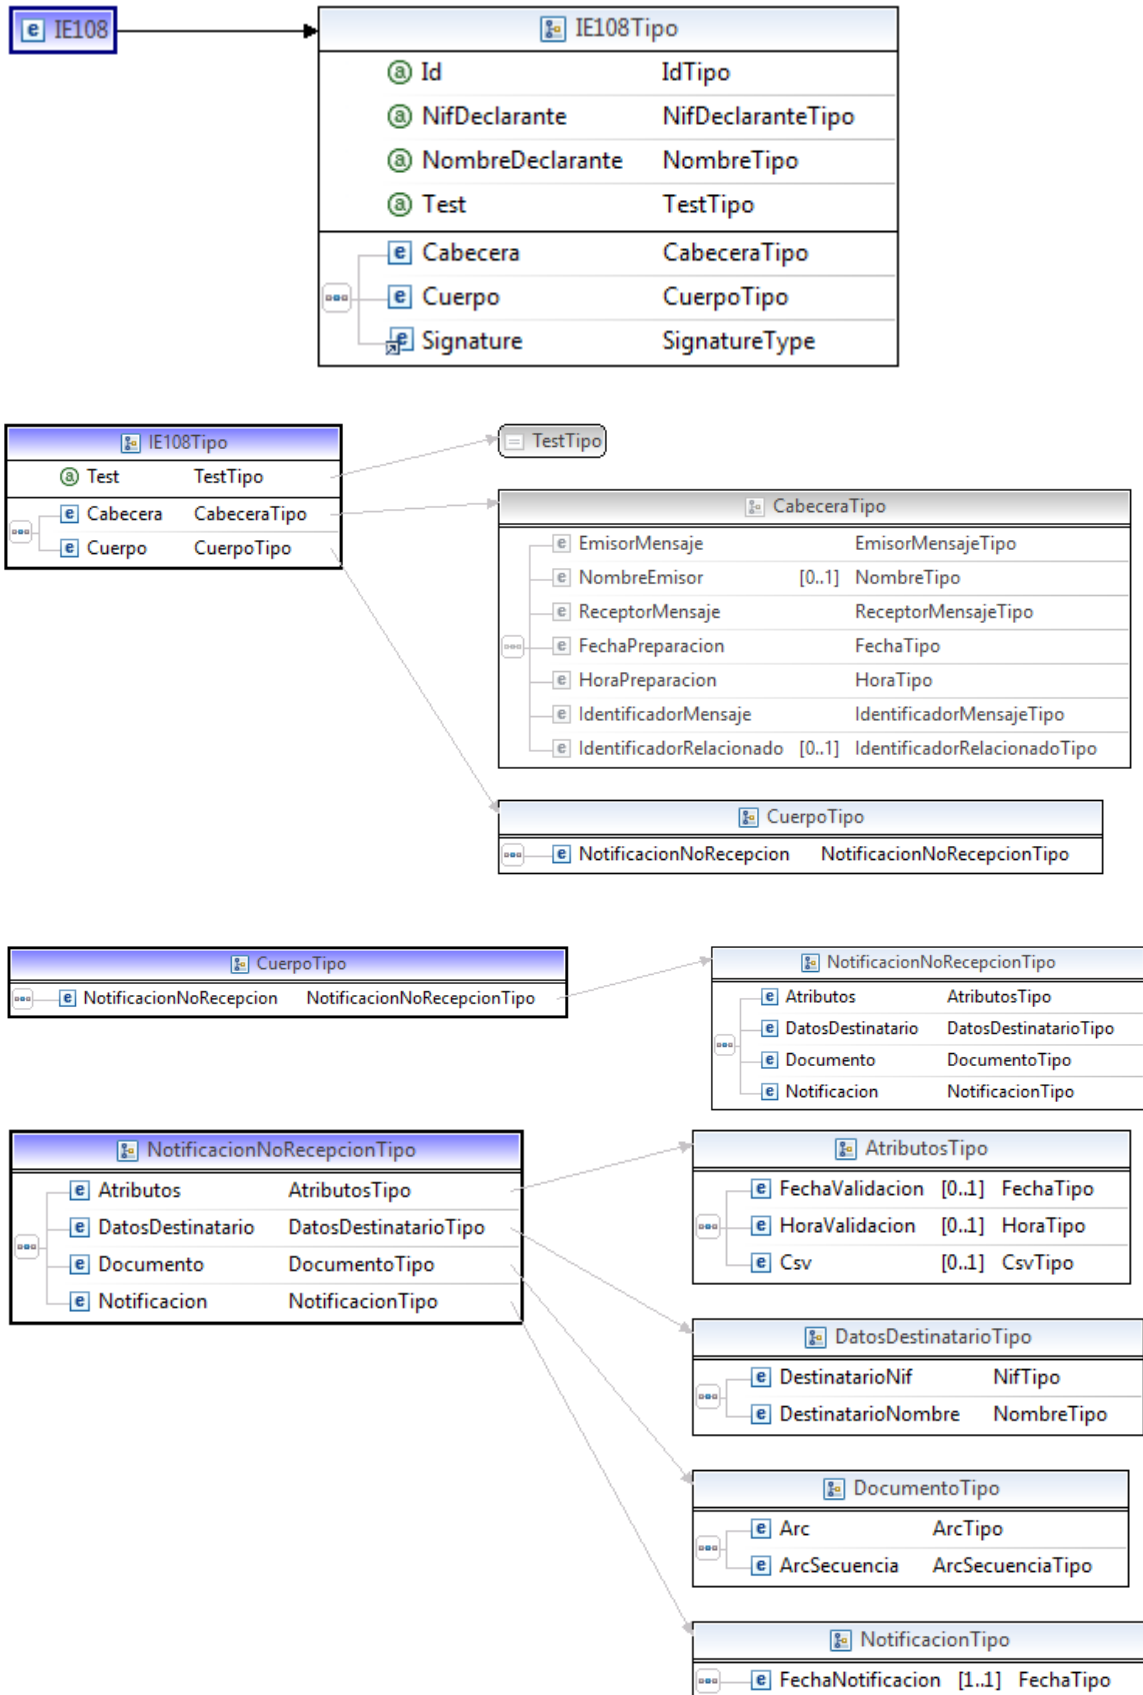 IE108
IE108Tipo
Id IdTipo
NifDeclarante NifDeclaranteTipo
NombreDeclarante NombreTipo
Test TestTipo
Cabecera CabeceraTipo
Cuerpo CuerpoTipo
Signature SignatureType
IE108Tipo
Test TestTipo
Cabecera CabeceraTipo
Cuerpo CuerpoTipo
TestTipo
CabeceraTipo
EmisorMensaje EmisorMensajeTipo
NombreEmisor [0..1] NombreTipo
ReceptorMensaje ReceptorMensajeTipo
FechaPreparacion FechaTipo
HoraPreparacion HoraTipo
IdentificadorMensaje IdentificadorMensajeTipo
IdentificadorRelacionado [0..1] IdentificadorRelacionadoTipo
CuerpoTipo
NotificacionNoRecepcion NotificacionNoRecepcionTipo
CuerpoTipo
NotificacionNoRecepcion NotificacionNoRecepcionTipo
NotificacionNoRecepcionTipo
Atributos AtributosTipo
DatosDestinatario DatosDestinatarioTipo
Documento DocumentoTipo
Notificacion NotificacionTipo
NotificacionNoRecepcionTipo
Atributos AtributosTipo
DatosDestinatario DatosDestinatarioTipo
Documento DocumentoTipo
Notificacion NotificacionTipo
AtributosTipo
FechaValidacion [0..1] FechaTipo
HoraValidacion [0..1] HoraTipo
Csv [0..1] CsvTipo
DatosDestinatarioTipo
DestinatarioNif NifTipo
DestinatarioNombre NombreTipo
DocumentoTipo
Arc ArcTipo
ArcSecuencia ArcSecuenciaTipo
NotificacionTipo
FechaNotificacion [1..1] FechaTipo